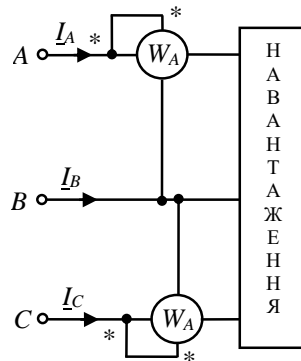 I_A * * Н
A W_A А
В
А
Н
Т
I_B А
B Ж
Е
Н
I_C Н
C * W_A Я
*